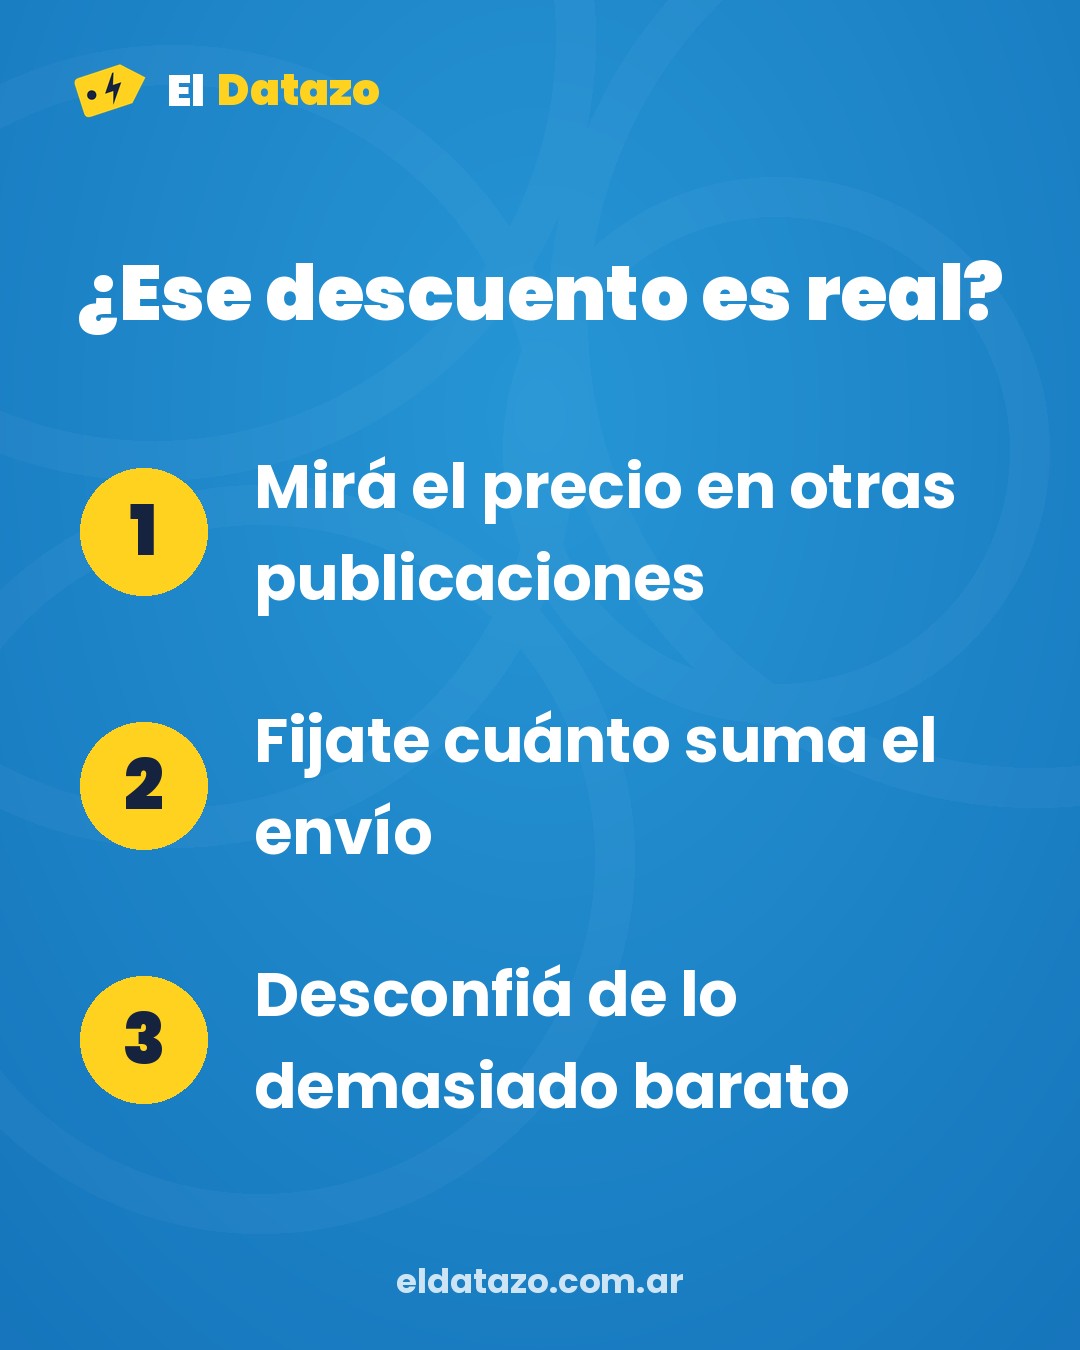 El Datazo
¿Ese descuento es real?
1
Mirá el precio en otras
publicaciones
2
Fijate cuánto suma el
envío
3
Desconfiá de lo
demasiado barato
eldatazo.com.ar